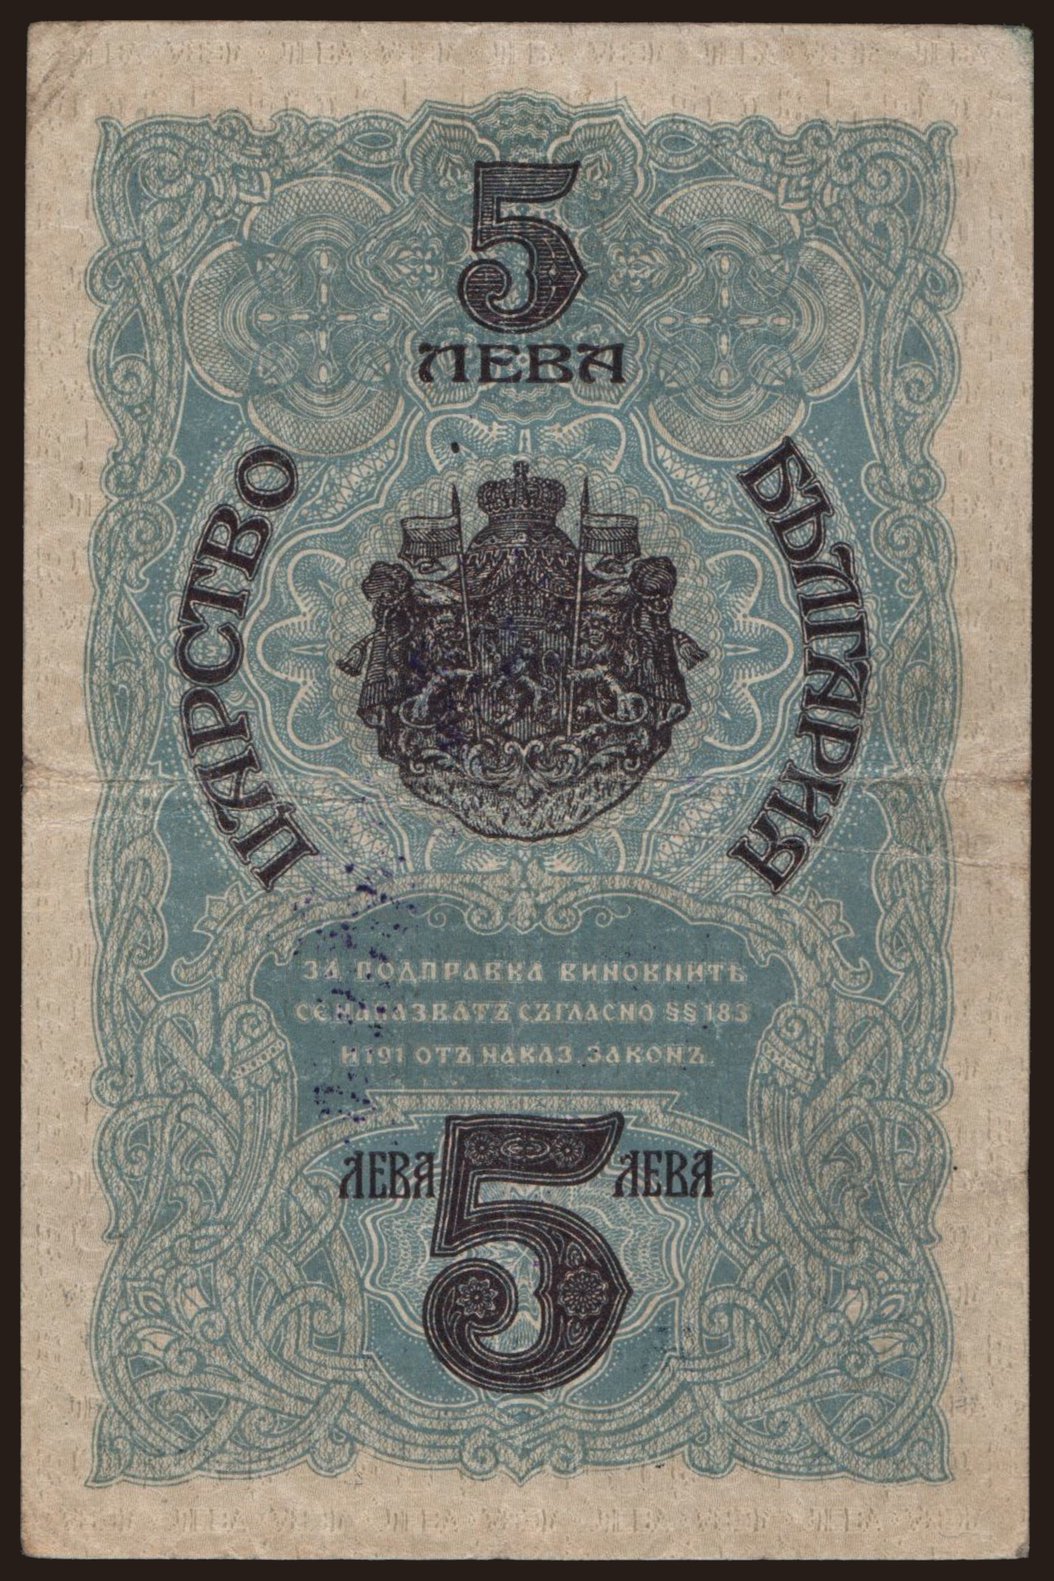 5
ЛЕВА
ЦАРСТВО
БЪЛГАРИЯ
ЗА ПОДПРАВКА ВИНОВНИТѢ
СЕ НАКАЗВАТЪ СЪГЛАСНО §§ 183
И 191 ОТЪ НАКАЗ. ЗАКОНЪ.
ЛЕВА 5 ЛЕВА